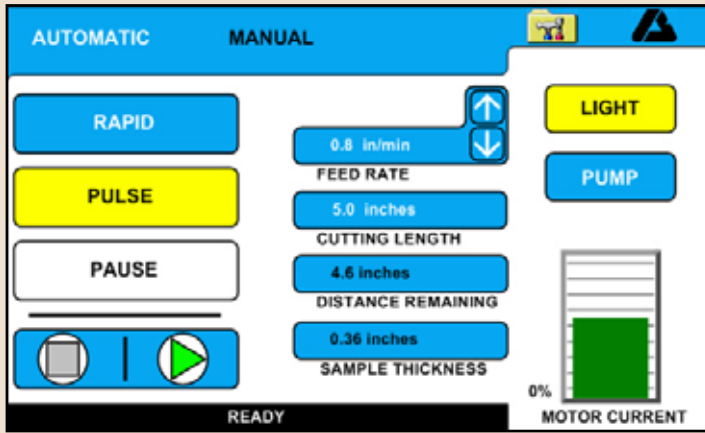 AUTOMATIC MANUAL
RAPID
PULSE
PAUSE
0.8 in/min
FEED RATE
5.0 inches
CUTTING LENGTH
4.6 inches
DISTANCE REMAINING
0.36 inches
SAMPLE THICKNESS
LIGHT
PUMP
0%
MOTOR CURRENT
READY